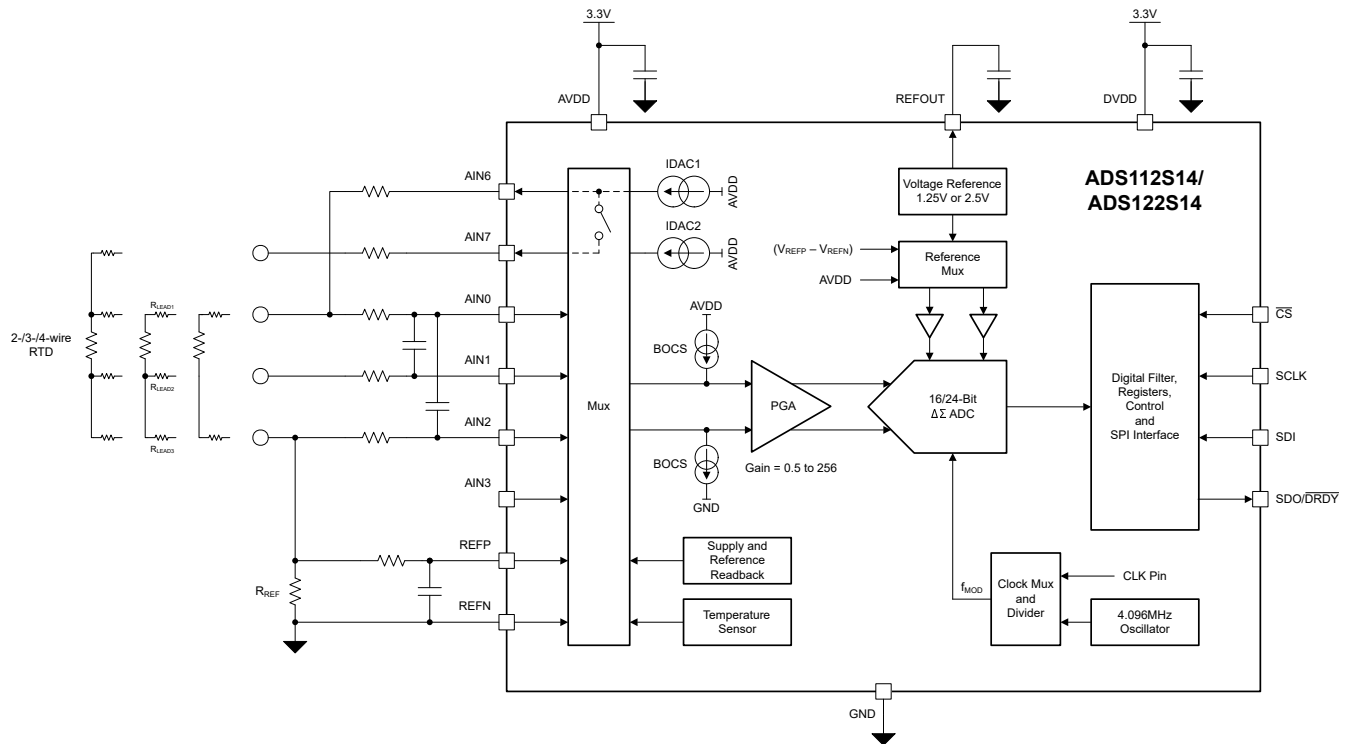 3.3V
3.3V
AVDD
REFOUT
DVDD
ADS112S14/
ADS122S14
AIN6
IDAC1
AVDD
Voltage Reference
1.25V or 2.5V
AIN7
IDAC2
AVDD
(VREFP – VREFN)
AVDD
Reference
Mux
2-/3-/4-wire
RTD
RLEAD1
RLEAD2
RLEAD3
AIN0
AIN1
AIN2
AIN3
REFP
REFN
RREF
Mux
AVDD
BOCS
BOCS
GND
PGA
Gain = 0.5 to 256
16/24-Bit
ΔΣ ADC
Digital Filter,
Registers,
Control
and
SPI Interface
CS
SCLK
SDI
SDO/DRDY
Supply and
Reference
Readback
Temperature
Sensor
fMOD
Clock Mux
and
Divider
CLK Pin
4.096MHz
Oscillator
GND